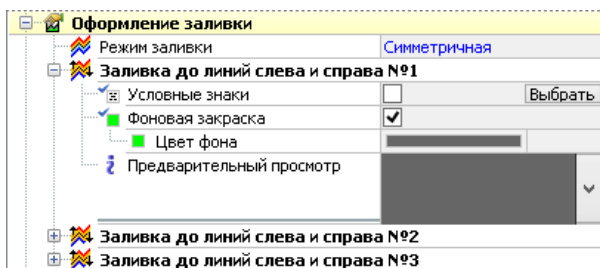 Оформление заливки
Режим заливки Симметричная
Заливка до линий слева и справа №1
Условные знаки Выбрать
Фоновая закраска
Цвет фона
Предварительный просмотр
Заливка до линий слева и справа №2
Заливка до линий слева и справа №3